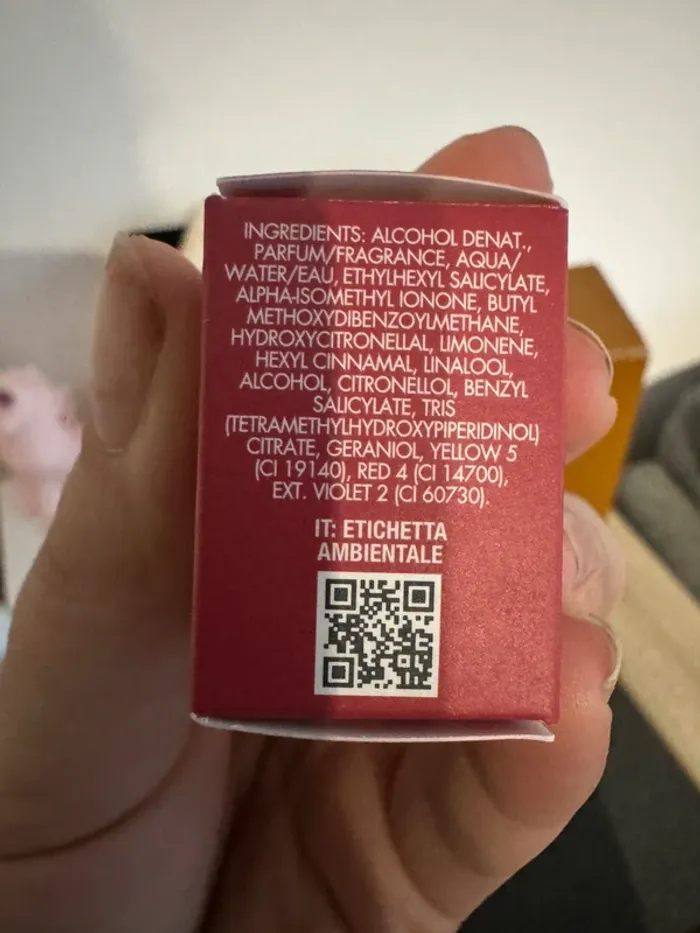 INGREDIENTS: ALCOHOL DENAT.,
PARFUM/FRAGRANCE, AQUA/
WATER/EAU, ETHYLHEXYL SALICYLATE,
ALPHA-ISOMETHYL IONONE, BUTYL
METHOXYDIBENZOYLMETHANE,
HYDROXYCITRONELLAL, LIMONENE,
HEXYL CINNAMAL, LINALOOL,
ALCOHOL, CITRONELLOL, BENZYL
SALICYLATE, TRIS
(TETRAMETHYLHYDROXYPIPERIDINOL)
CITRATE, GERANIOL, YELLOW 5
(CI 19140), RED 4 (CI 14700),
EXT. VIOLET 2 (CI 60730).
IT: ETICHETTA
AMBIENTALE